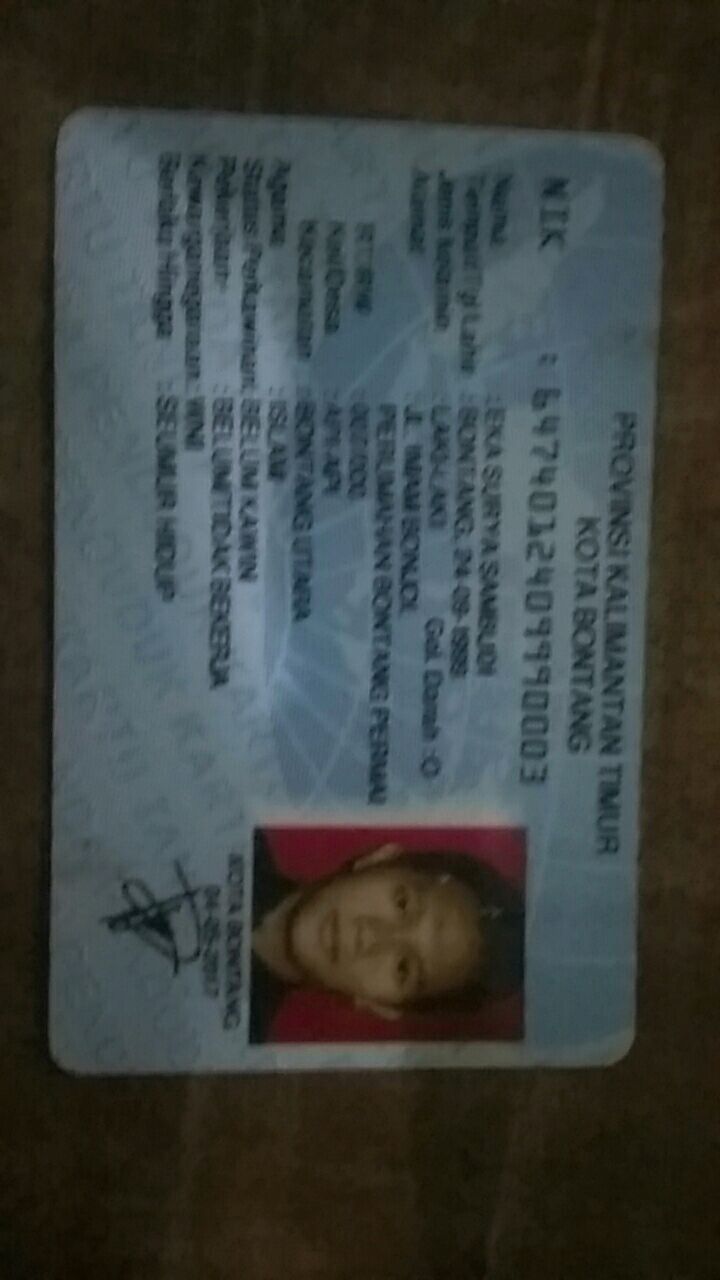 PROVINSI KALIMANTAN TIMUR
KOTA BONTANG
NIK : 6474012409990003
Nama : EKA SURYA SAMBUDI
Tempat/Tgl Lahir : BONTANG, 24-09-1999
Jenis kelamin : LAKI-LAKI Gol. Darah : O
Alamat : JL. IMAM BONJOL
PERUMAHAN BONTANG PERMAI
RT/RW :
Kel/Desa : API-API
Kecamatan : BONTANG UTARA
Agama : ISLAM
Status Perkawinan: BELUM KAWIN
Pekerjaan : BELUM/TIDAK BEKERJA
Kewarganegaraan: WNI
Berlaku Hingga : SEUMUR HIDUP
KOTA BONTANG
04-05-2017